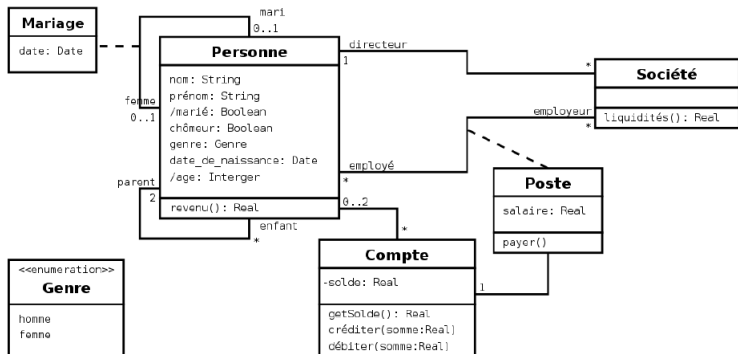 Mariage
date: Date
mari
0..1
femme
0..1
Personne
nom: String
prénom: String
/marié: Boolean
chômeur: Boolean
genre: Genre
date_de_naissance: Date
/age: Interger
revenu(): Real
directeur
1
*
Société
liquidités(): Real
employeur
*
employé
*
Poste
salaire: Real
payer()
parent
2
enfant
*
0..2
*
Compte
-solde: Real
getSolde(): Real
créditer(somme:Real)
débiter(somme:Real)
1
<<enumeration>>
Genre
homme
femme